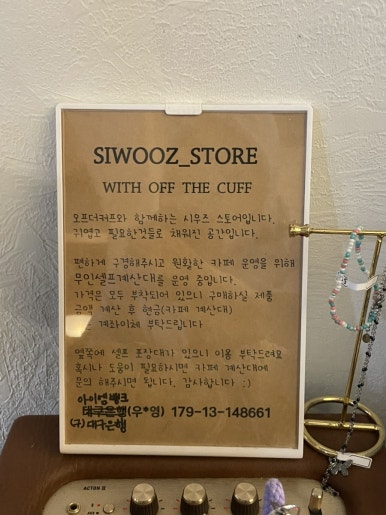 SIWOOZ_STORE
WITH OFF THE CUFF
오프더커프와 함께하는 시우즈 스토어입니다.
귀엽고 필요한것들로 채워진 공간입니다.
편하게 구경해주시고 원활한 카페 운영을 위해
무인셀프계산대를 운영 중입니다.
가격은 모두 부착되어 있으니 구매하실 제품
금액 계산 후 현금(카페 계산대)
혹은 계좌이체 부탁드립니다
옆쪽에 셀프 포장대가 있으니 이용 부탁드려요
혹시나 도움이 필요하시면 카페 계산대에
문의 해주시면 됩니다. 감사합니다 :)
아이엠뱅크
대구은행(우*영) 179-13-148661
(구)대구은행
ACTON II